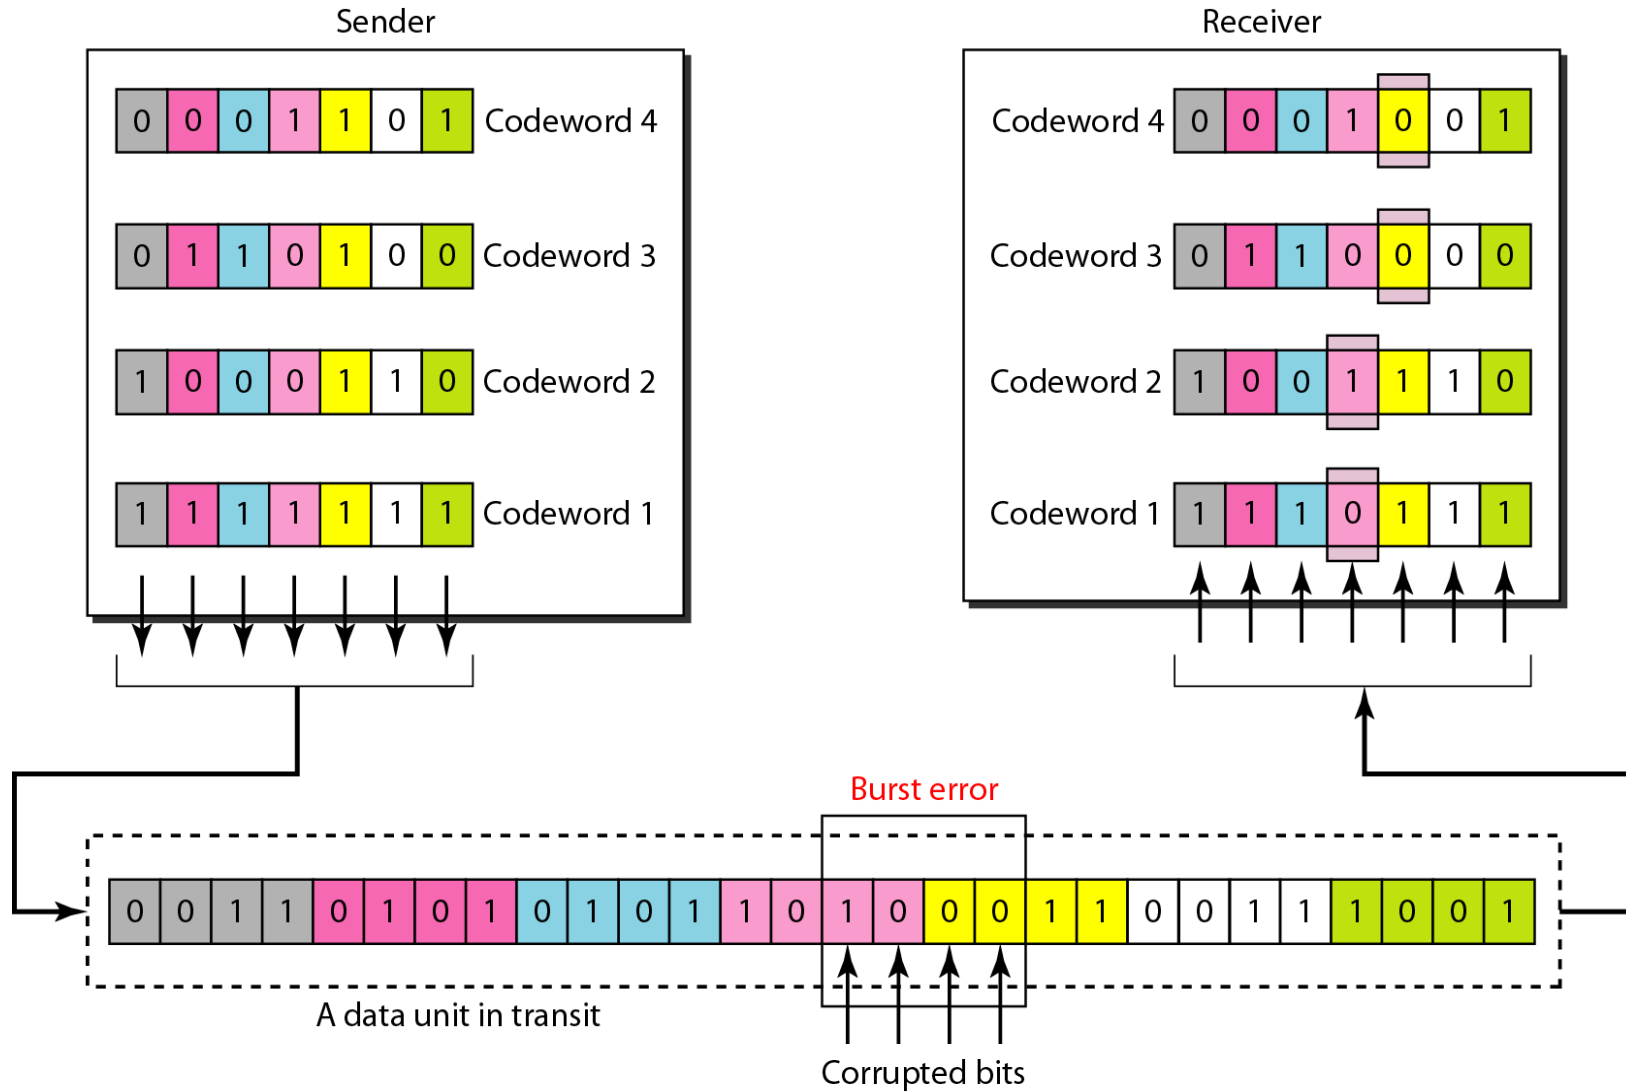 Sender
0 0 0 1 1 0 1 Codeword 4
0 1 1 0 1 0 0 Codeword 3
1 0 0 0 1 1 0 Codeword 2
1 1 1 1 1 1 1 Codeword 1
Receiver
Codeword 4 0 0 0 1 0 0 1
Codeword 3 0 1 1 0 0 0 0
Codeword 2 1 0 0 1 1 1 0
Codeword 1 1 1 1 0 1 1 1
Burst error
0 0 1 1 0 1 0 1 0 1 0 1 1 0 1 0 0 0 1 1 0 0 1 1 1 0 0 1
A data unit in transit
Corrupted bits